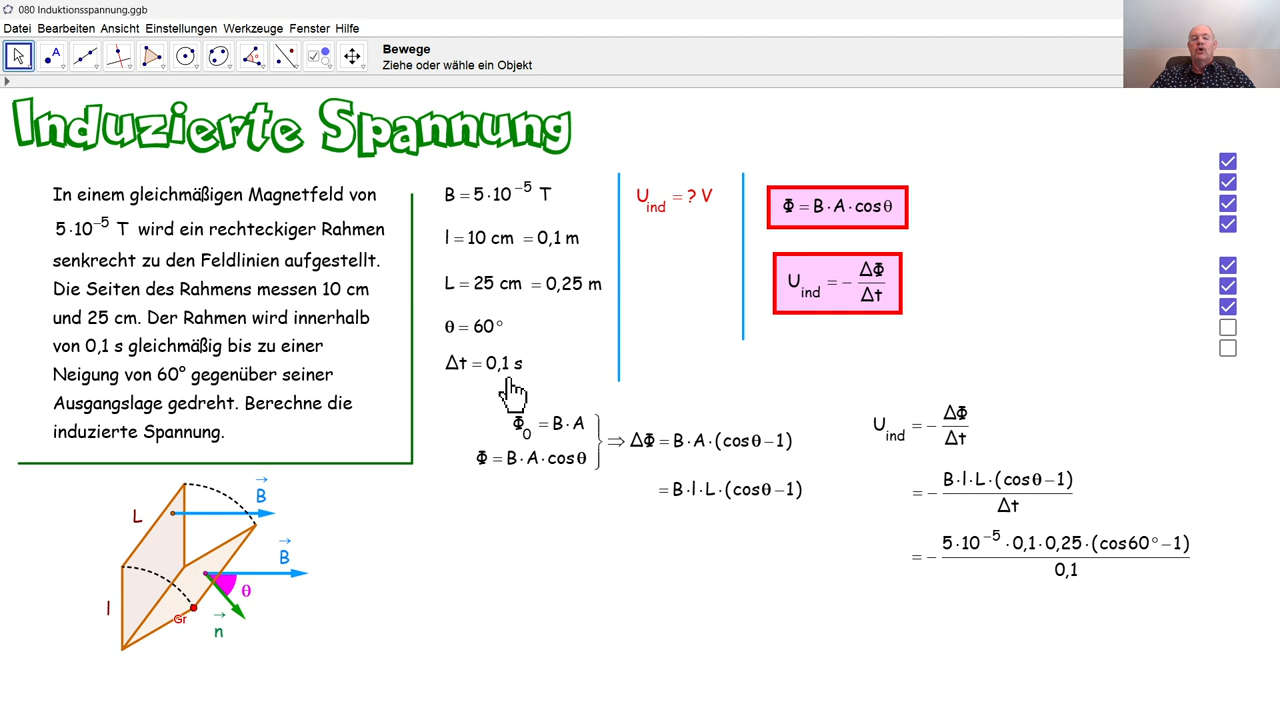 080 Induktionsspannung.ggb
Datei Bearbeiten Ansicht Einstellungen Werkzeuge Fenster Hilfe
Bewege
Ziehe oder wähle ein Objekt
Induzierte Spannung
In einem gleichmäßigen Magnetfeld von
5·10⁻⁵ T wird ein rechteckiger Rahmen
senkrecht zu den Feldlinien aufgestellt.
Die Seiten des Rahmens messen 10 cm
und 25 cm. Der Rahmen wird innerhalb
von 0,1 s gleichmäßig bis zu einer
Neigung von 60° gegenüber seiner
Ausgangslage gedreht. Berechne die
induzierte Spannung.
B = 5·10⁻⁵ T
l = 10 cm = 0,1 m
L = 25 cm = 0,25 m
θ = 60°
Δt = 0,1 s
U_ind = ? V
Φ = B·A·cosθ
U_ind = − ΔΦ/Δt
Φ₀ = B·A
Φ = B·A·cosθ
⇒ ΔΦ = B·A·(cosθ−1)
= B·l·L·(cosθ−1)
U_ind = − ΔΦ/Δt
= − B·l·L·(cosθ−1)/Δt
= − 5·10⁻⁵·0,1·0,25·(cos60°−1)/0,1
L
B
B
θ
l
Gr
n